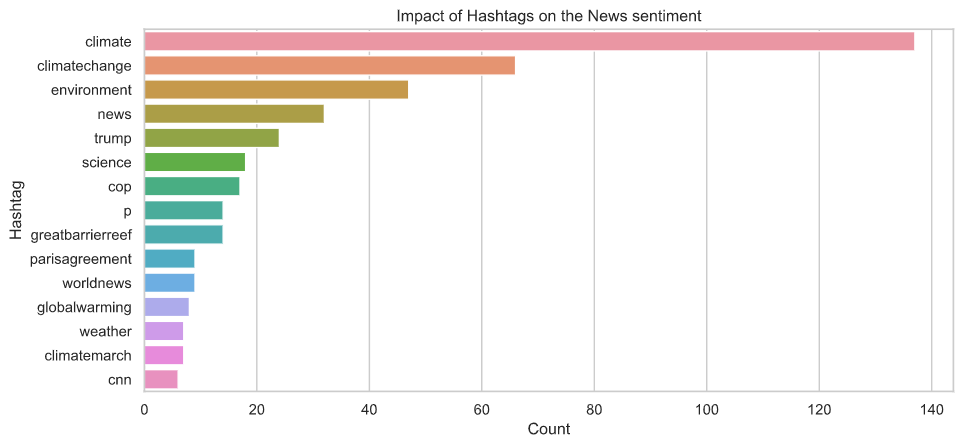 Impact of Hashtags on the News sentiment
Hashtag
climate
climatechange
environment
news
trump
science
cop
p
greatbarrierreef
parisagreement
worldnews
globalwarming
weather
climatemarch
cnn
0 20 40 60 80 100 120 140
Count